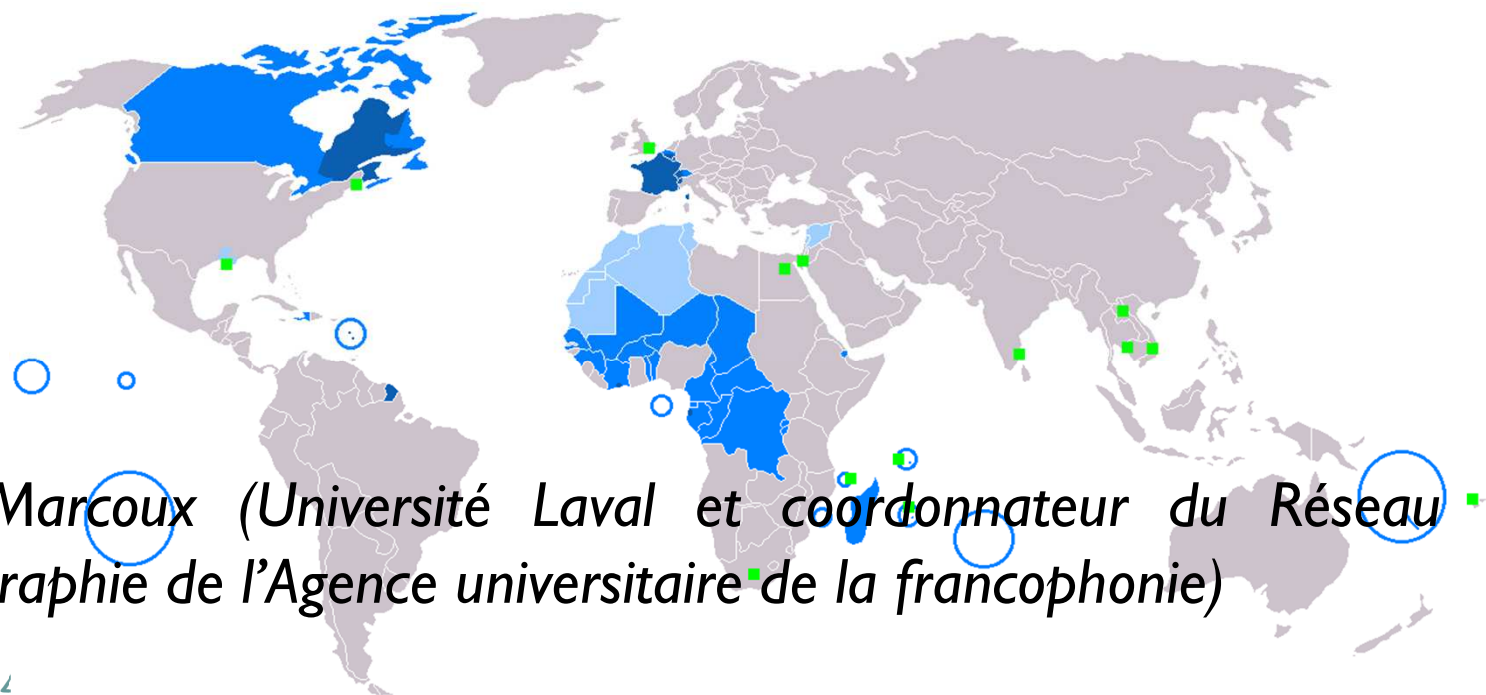 Marcoux (Université Laval et coordonnateur du Réseau
raphie de l’Agence universitaire de la francophonie)